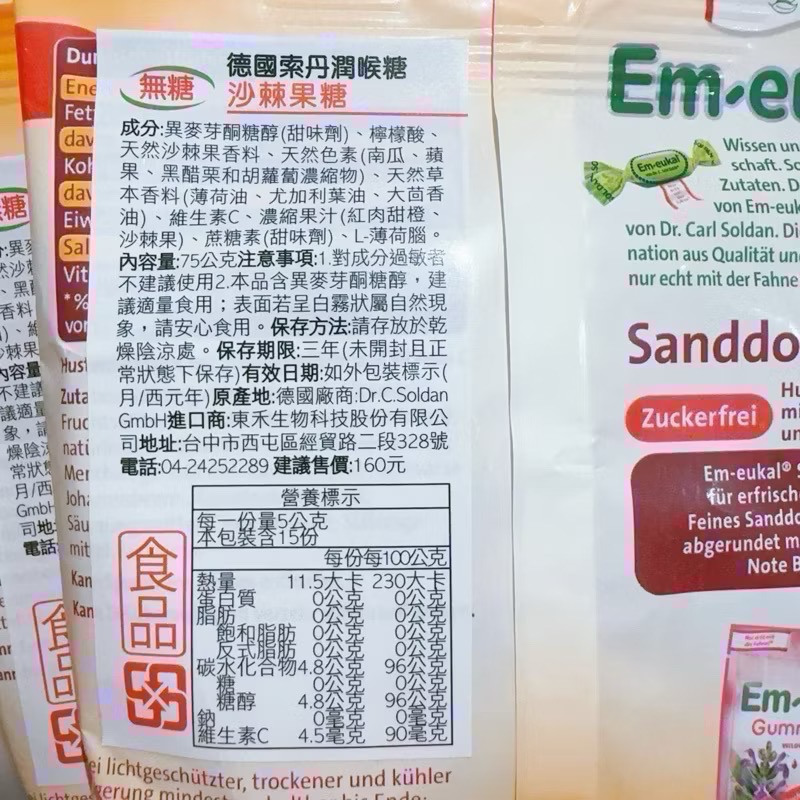 德國索丹潤喉糖
無糖
沙棘果糖
成分:異麥芽酮糖醇(甜味劑)、檸檬酸、
天然沙棘果香料、天然色素(南瓜、蘋
果、黑醋栗和胡蘿蔔濃縮物)、天然草
本香料(薄荷油、尤加利葉油、大茴香
油)、維生素C、濃縮果汁(紅肉甜橙、
沙棘果)、蔗糖素(甜味劑)、L-薄荷腦。
內容量:75公克注意事項:1.對成分過敏者
不建議使用2.本品含異麥芽酮糖醇，建
議適量食用；表面若呈白霧狀屬自然現
象，請安心食用。保存方法:請存放於乾
燥陰涼處。保存期限:三年(未開封且正
常狀態下保存)有效日期:如外包裝標示(
月/西元年)原產地:德國廠商:Dr.C.Soldan
GmbH進口商:東禾生物科技股份有限公
司地址:台中市西屯區經貿路二段328號
電話:04-24252289 建議售價:160元
營養標示
每一份量5公克
本包裝含15份
每份每100公克
熱量 11.5大卡 230大卡
蛋白質 0公克 0公克
脂肪 0公克 0公克
飽和脂肪 0公克 0公克
反式脂肪 0公克 0公克
碳水化合物4.8公克 96公克
糖 0公克 0公克
糖醇 4.8公克 96公克
鈉 0毫克 0毫克
維生素C 4.5毫克 90毫克
食品
ei lichtgeschützter, trockener und kühler
Em-eukal
Wissen un
schaft. So
Zutaten. D
von Em-euk
von Dr. Carl Soldan. Di
nation aus Qualität un
nur echt mit der Fahne
Sanddo
Zuckerfrei
Hu
mi
un
Em-eukal® S
für erfrisch
Feines Sanddo
abgerundet m
Note B
Em-
Gumm